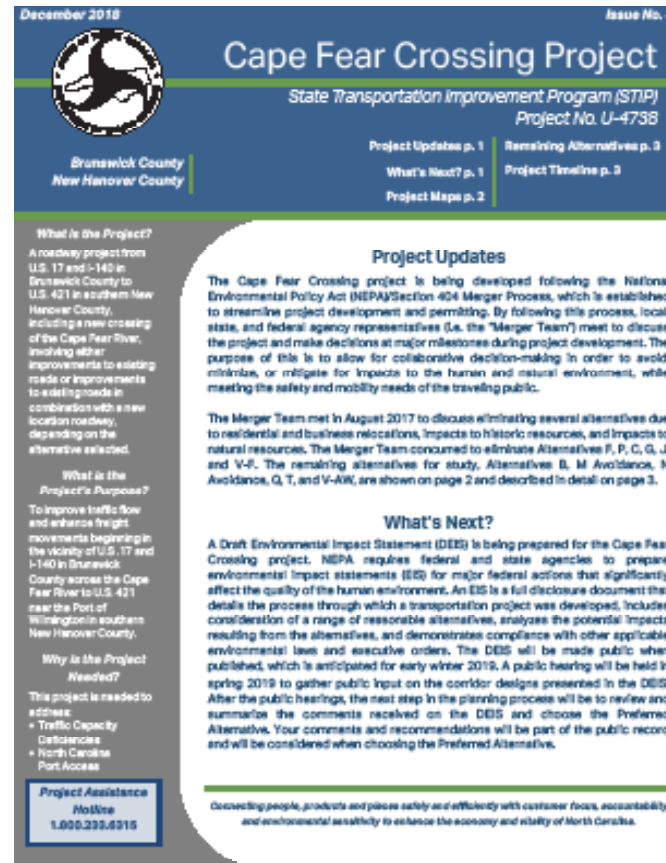 December 2018
Issue No.
Cape Fear Crossing Project
State Transportation Improvement Program (STIP)
Project No. U-4738
Brunswick County
New Hanover County
Project Updates p. 1
What's Next? p. 1
Project Maps p. 2
Remaining Alternatives p. 3
Project Timeline p. 3
What is the Project?
A roadway project from
U.S. 17 and I-140 in
Brunswick County to
U.S. 421 in southern New
Hanover County,
including a new crossing
of the Cape Fear River,
involving either
improvements to existing
roads or improvements
to existing roads in
combination with a new
location roadway,
depending on the
alternative selected.
What is the
Project's Purpose?
To improve traffic flow
and enhance freight
movements beginning in
the vicinity of U.S. 17 and
I-140 in Brunswick
County across the Cape
Fear River to U.S. 421
near the Port of
Wilmington in southern
New Hanover County.
Why is the Project
Needed?
This project is needed to
address:
• Traffic Capacity
Deficiencies
• North Carolina
Port Access
Project Assistance
Hotline
1.800.233.6315
Project Updates
The Cape Fear Crossing project is being developed following the National
Environmental Policy Act (NEPA)/Section 404 Merger Process, which is established
to streamline project development and permitting. By following this process, local
state, and federal agency representatives (i.e. the "Merger Team") meet to discuss
the project and make decisions at major milestones during project development. The
purpose of this is to allow for collaborative decision-making in order to avoid
minimize, or mitigate for impacts to the human and natural environment, while
meeting the safety and mobility needs of the traveling public.
The Merger Team met in August 2017 to discuss eliminating several alternatives due
to residential and business relocations, impacts to historic resources, and impacts to
natural resources. The Merger Team concurred to eliminate Alternatives F, P, C, G, J
and V-F. The remaining alternatives for study, Alternatives B, M Avoidance, N
Avoidance, Q, T, and V-AW, are shown on page 2 and described in detail on page 3.
What's Next?
A Draft Environmental Impact Statement (DEIS) is being prepared for the Cape Fear
Crossing project. NEPA requires federal and state agencies to prepare
environmental impact statements (EIS) for major federal actions that significantly
affect the quality of the human environment. An EIS is a full disclosure document that
details the process through which a transportation project was developed, includes
consideration of a range of reasonable alternatives, analyzes the potential impacts
resulting from the alternatives, and demonstrates compliance with other applicable
environmental laws and executive orders. The DEIS will be made public when
published, which is anticipated for early winter 2019. A public hearing will be held in
spring 2019 to gather public input on the corridor designs presented in the DEIS
After the public hearings, the next step in the planning process will be to review and
summarize the comments received on the DEIS and choose the Preferred
Alternative. Your comments and recommendations will be part of the public record
and will be considered when choosing the Preferred Alternative.
Connecting people, products and places safely and efficiently with customer focus, accountability
and environmental sensitivity to enhance the economy and vitality of North Carolina.